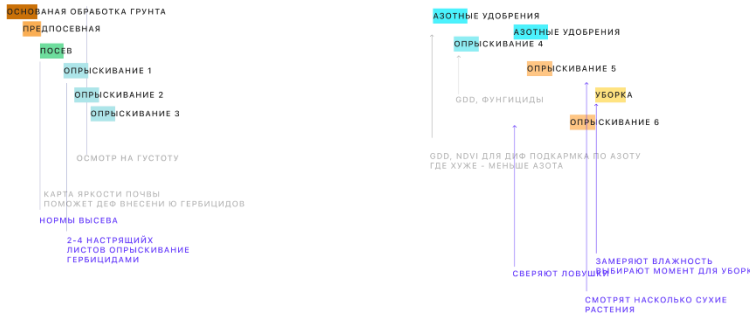 ОСНОВАНАЯ ОБРАБОТКА ГРУНТА
ПРЕДПОСЕВНАЯ
ПОСЕВ
ОПРЫСКИВАНИЕ 1
ОПРЫСКИВАНИЕ 2
ОПРЫСКИВАНИЕ 3
ОСМОТР НА ГУСТОТУ
КАРТА ЯРКОСТИ ПОЧВЫ
ПОМОЖЕТ ДЕФ ВНЕСЕНИ Ю ГЕРБИЦИДОВ
НОРМЫ ВЫСЕВА
2-4 НАСТРЯЩИЙХ
ЛИСТОВ ОПРЫСКИВАНИЕ
ГЕРБИЦИДАМИ
АЗОТНЫЕ УДОБРЕНИЯ
АЗОТНЫЕ УДОБРЕНИЯ
ОПРЫСКИВАНИЕ 4
ОПРЫСКИВАНИЕ 5
GDD, ФУНГИЦИДЫ
УБОРКА
ОПРЫСКИВАНИЕ 6
GDD, NDVI ДЛЯ ДИФ ПОДКАРМКА ПО АЗОТУ
ГДЕ ХУЖЕ - МЕНЬШЕ АЗОТА
СВЕРЯЮТ ЛОВУШКИ
ЗАМЕРЯЮТ ВЛАЖНОСТЬ
ВЫБИРАЮТ МОМЕНТ ДЛЯ УБОРК
СМОТРЯТ НАСКОЛЬКО СУХИЕ
РАСТЕНИЯ